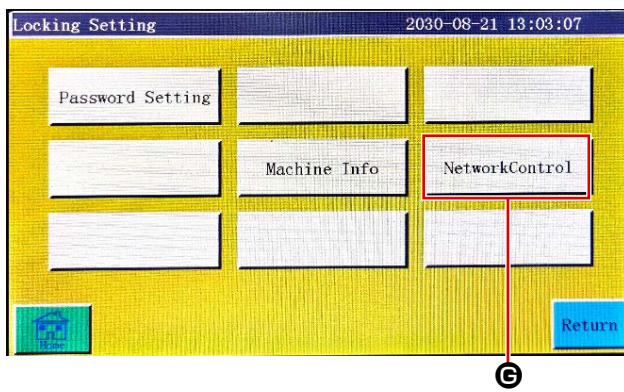 Locking Setting 2030-08-21 13:03:07
Password Setting
Machine Info NetworkControl
Home Return
G